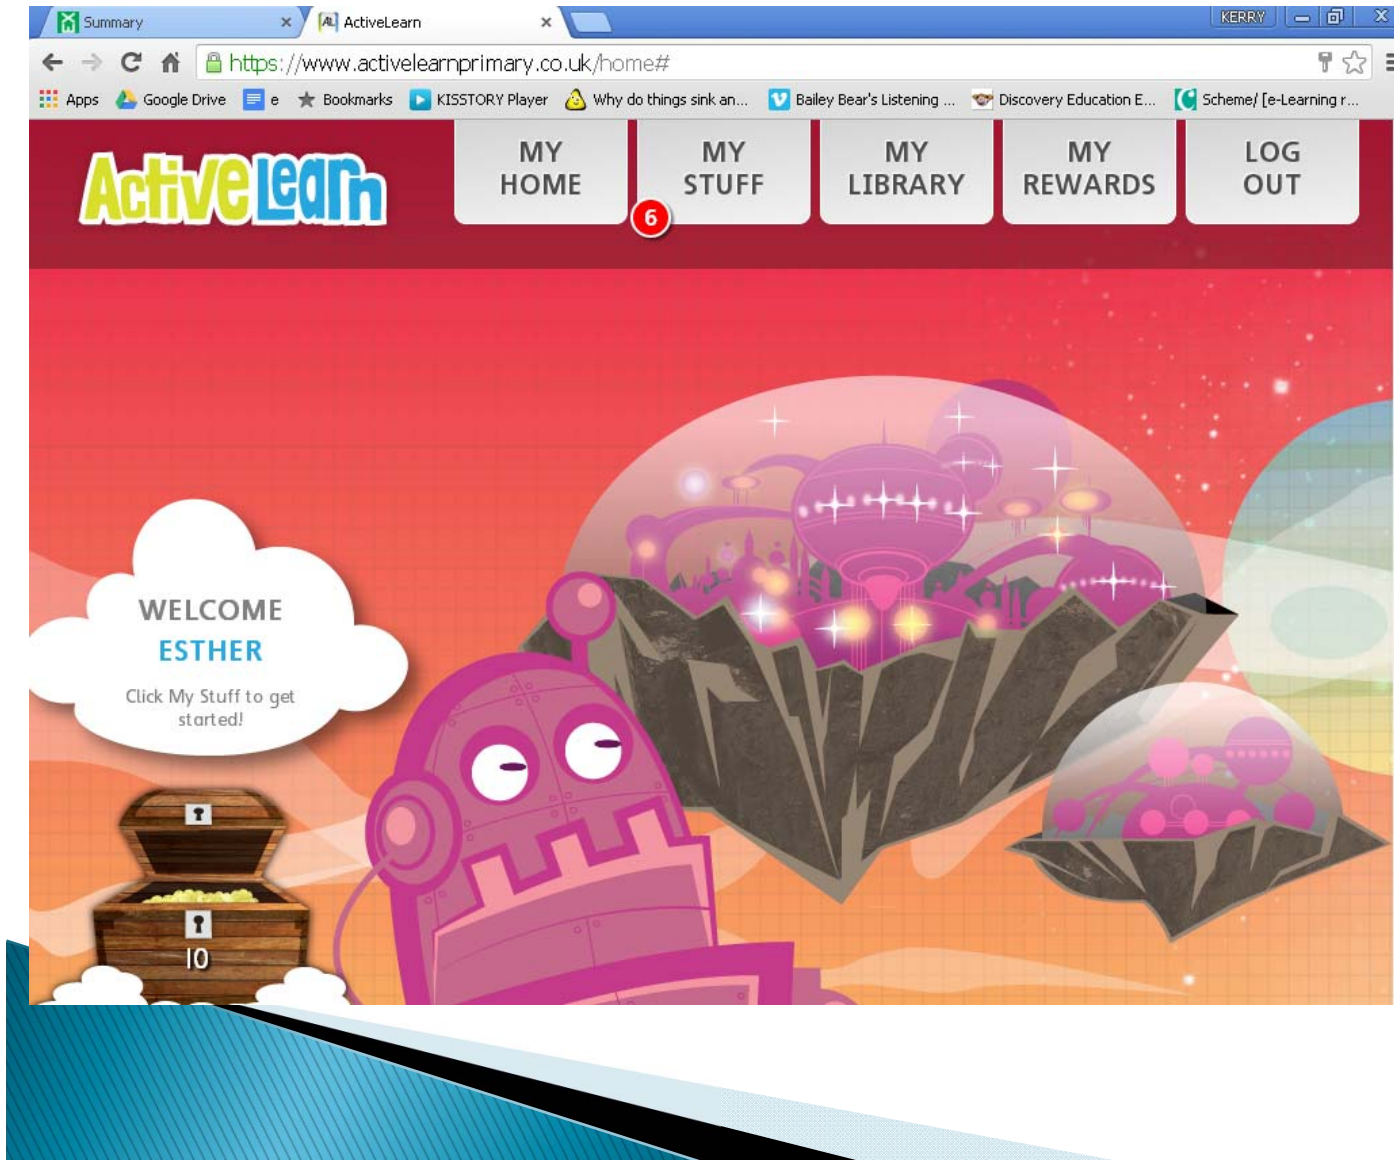 Summary
ActiveLearn
KERRY
https://www.activelearnprimary.co.uk/home#
Apps Google Drive e Bookmarks KISSTORY Player Why do things sink an... Bailey Bear's Listening ... Discovery Education E... Scheme/ [e-Learning r...
ActiveLearn
MY
HOME
MY
STUFF
6
MY
LIBRARY
MY
REWARDS
LOG
OUT
WELCOME
ESTHER
Click My Stuff to get
started!
10